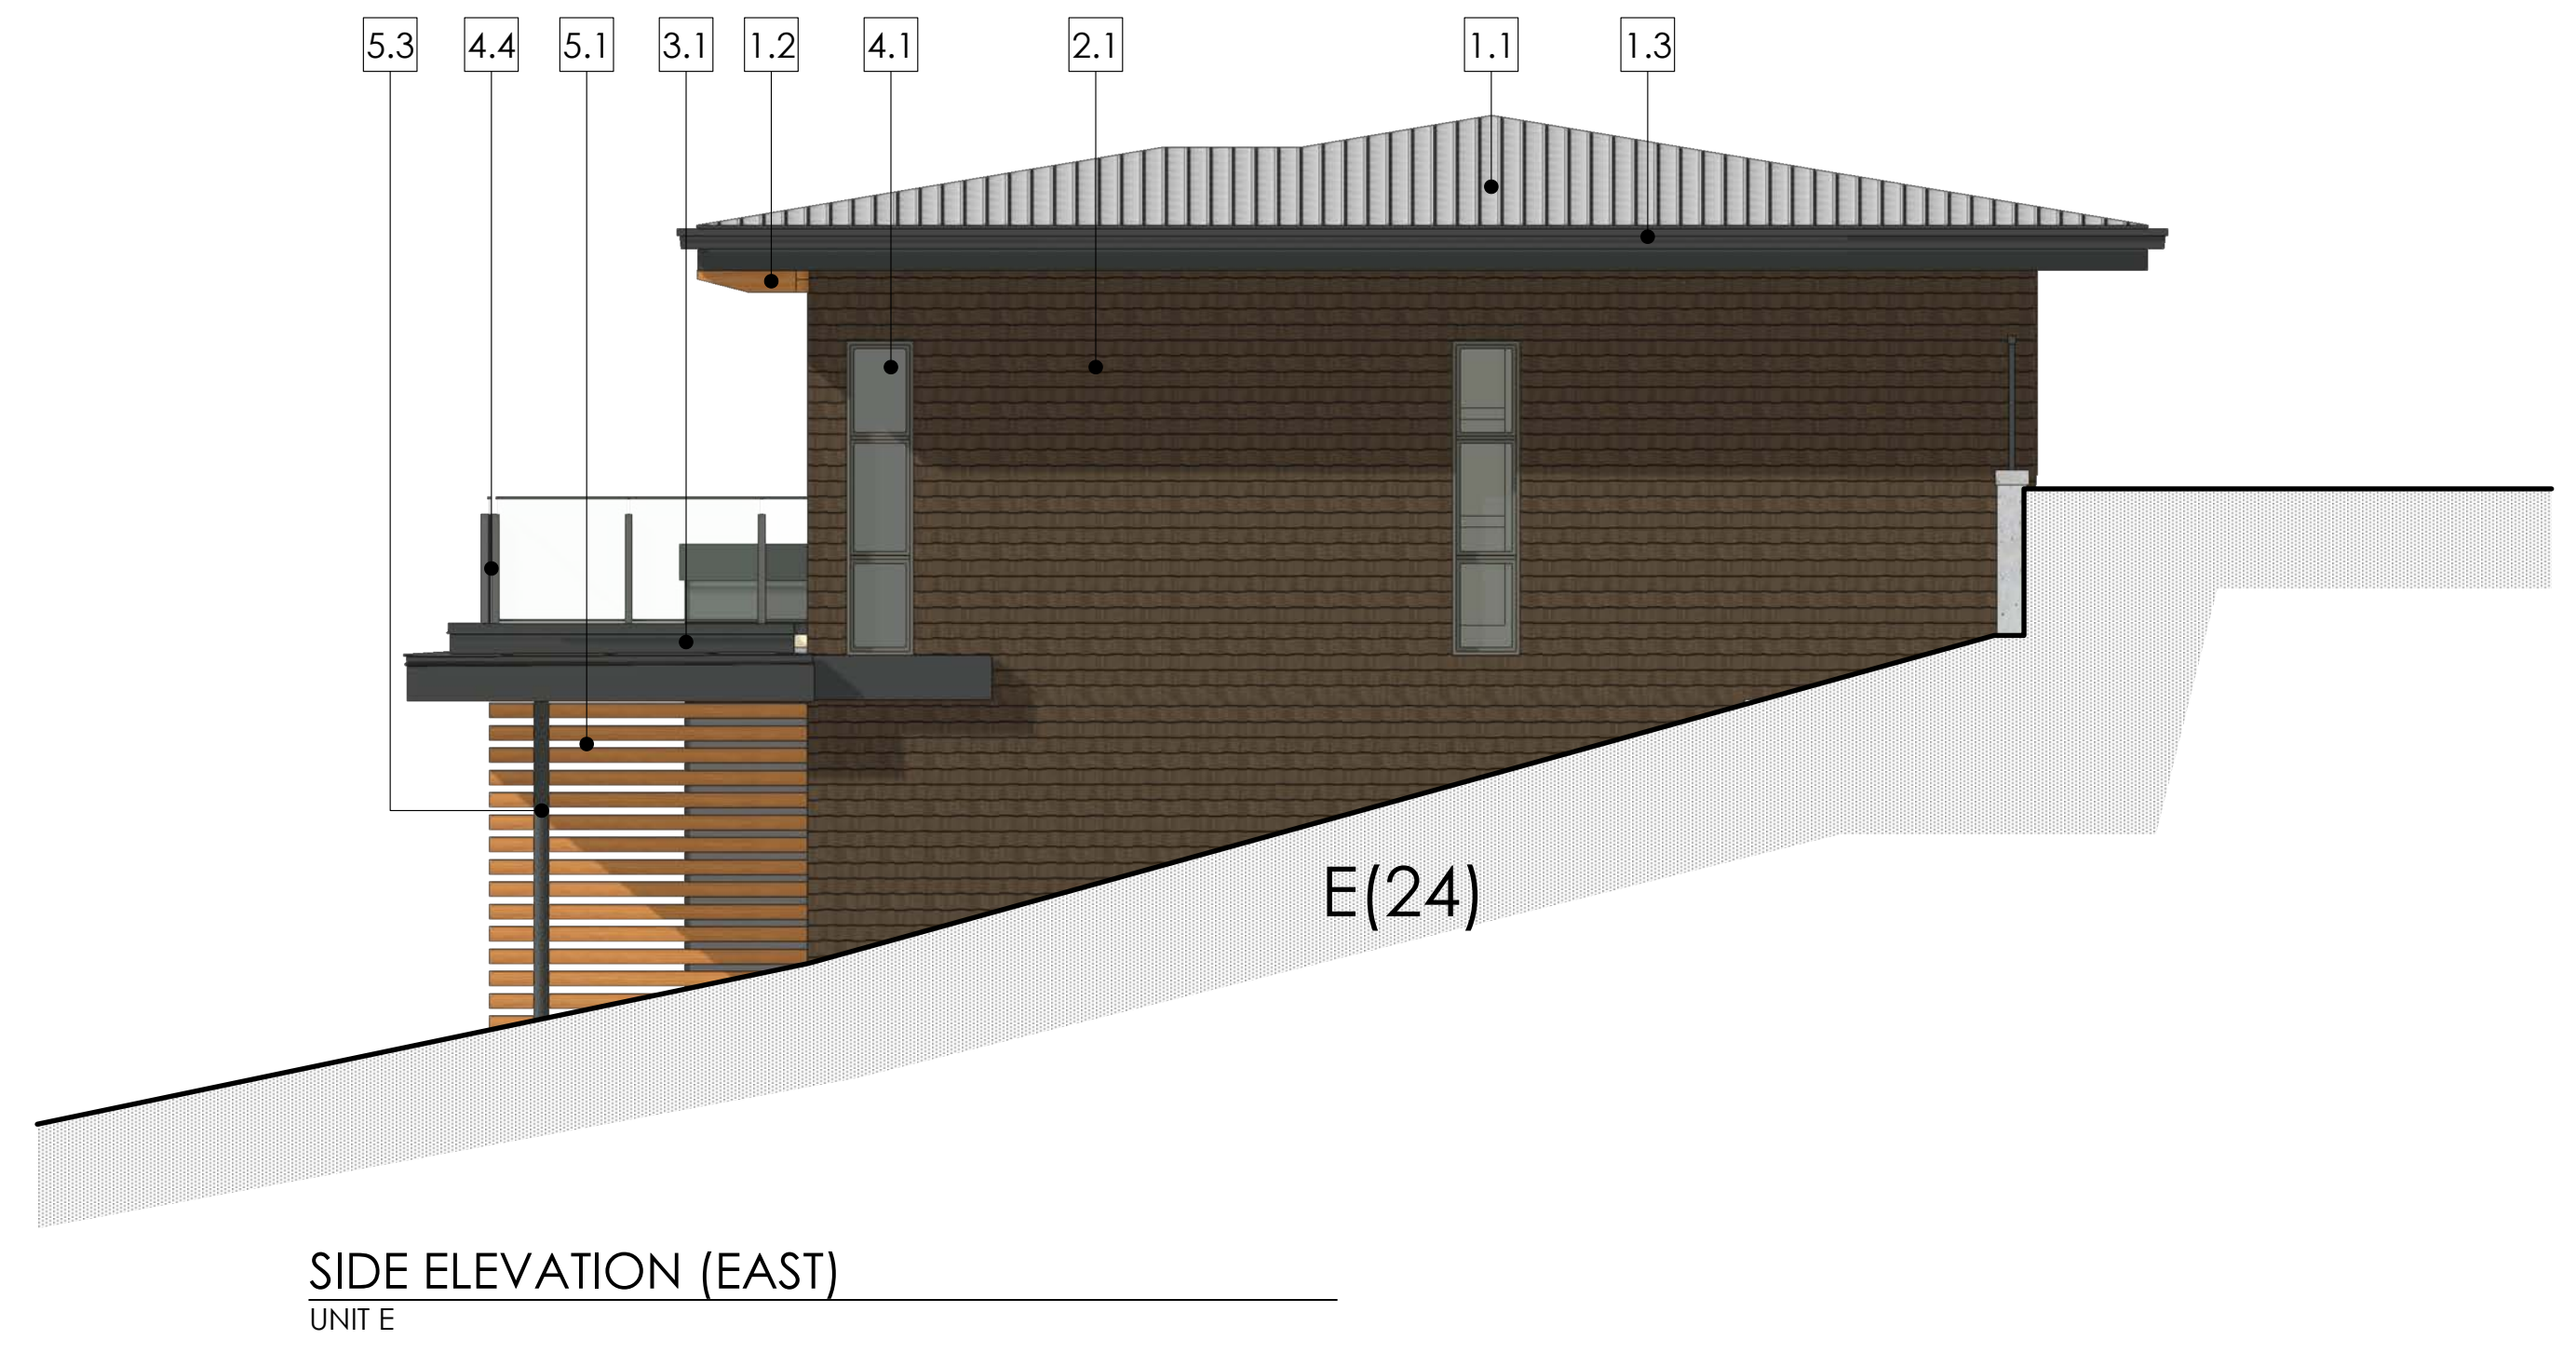 5.3 4.4 5.1 3.1 1.2 4.1 2.1 1.1 1.3
E(24)
SIDE ELEVATION (EAST)
UNIT E